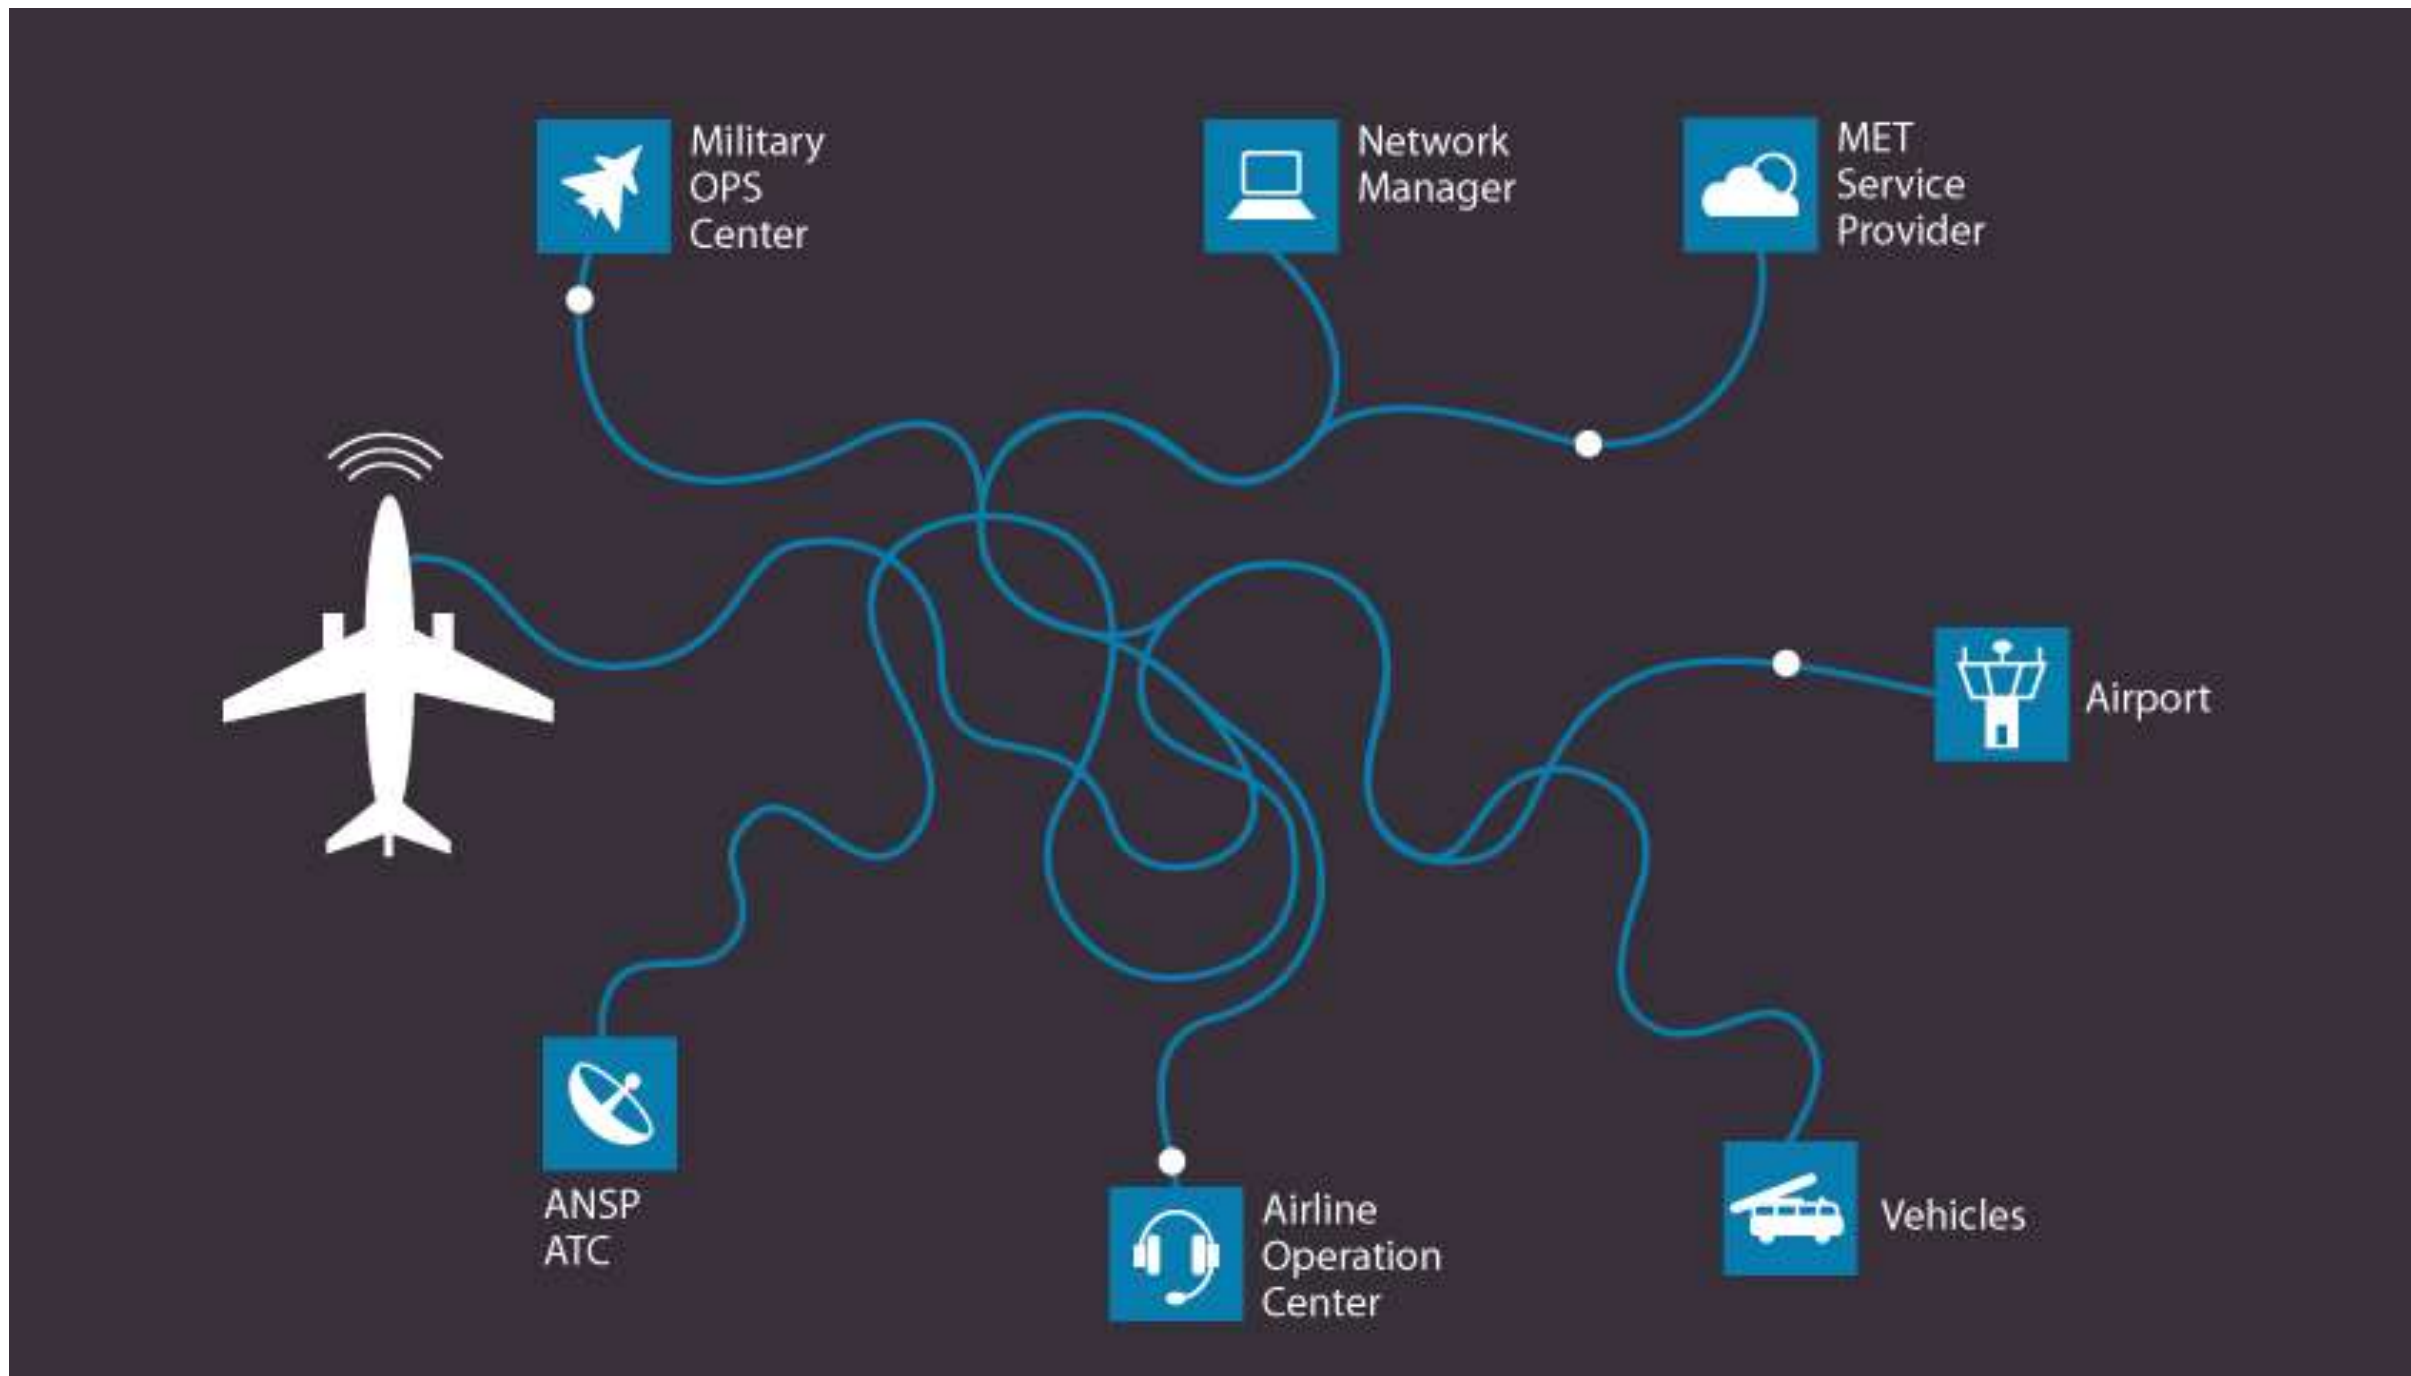 Military
OPS
Center
Network
Manager
MET
Service
Provider
Airport
ANSP
ATC
Airline
Operation
Center
Vehicles